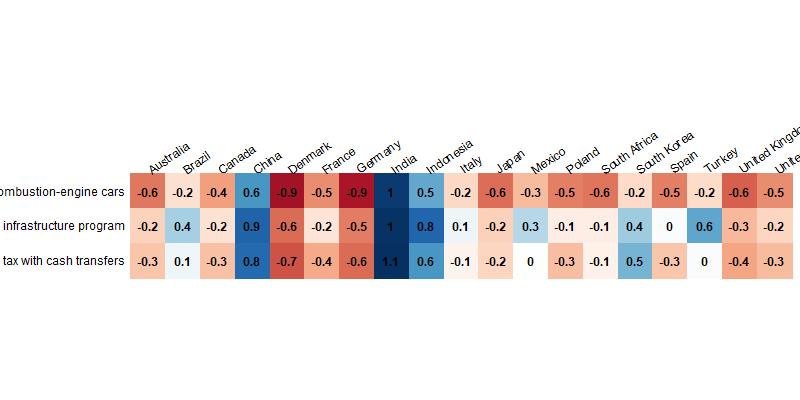 Australia Brazil Canada China Denmark France Germany India Indonesia Italy Japan Mexico Poland South Africa South Korea Spain Turkey United
cars -0.6 -0.2 -0.4 0.6 -0.9 -0.5 -0.9 1 0.5 -0.2 -0.6 -0.3 -0.5 -0.6 -0.2 -0.5 -0.2 -0.6 -0.5
infrastructure program -0.2 0.4 -0.2 0.9 -0.6 -0.2 -0.5 1 0.8 0.1 -0.2 0.3 -0.1 -0.1 0.4 0 0.6 -0.3 -0.2
tax with cash transfers -0.3 0.1 -0.3 0.8 -0.7 -0.4 -0.6 1.1 0.6 -0.1 -0.2 0 -0.3 -0.1 0.5 -0.3 0 -0.4 -0.3